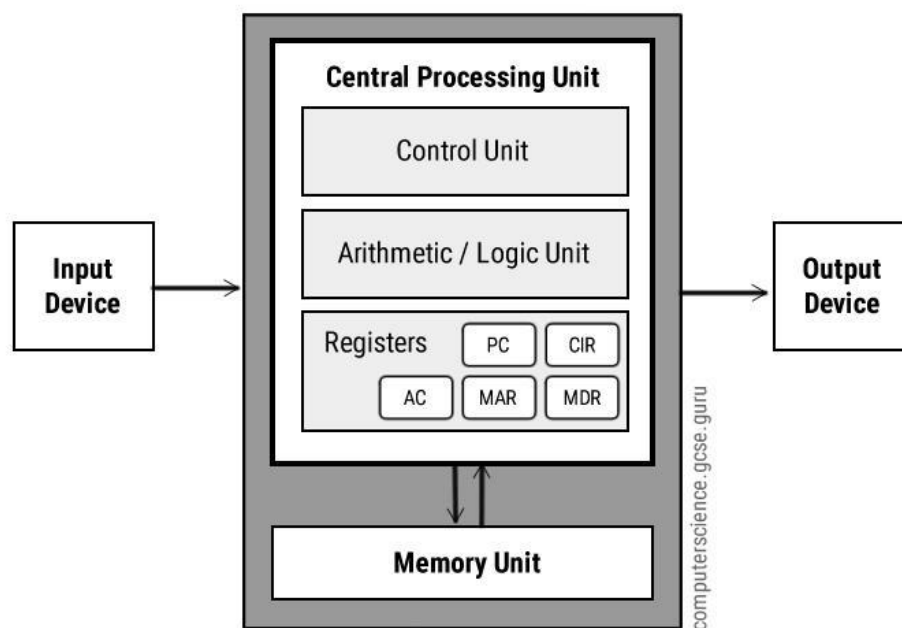 Central Processing Unit
Control Unit
Arithmetic / Logic Unit
Input
Device
Output
Device
Registers
PC
CIR
AC
MAR
MDR
Memory Unit
computerscience.gcse.guru